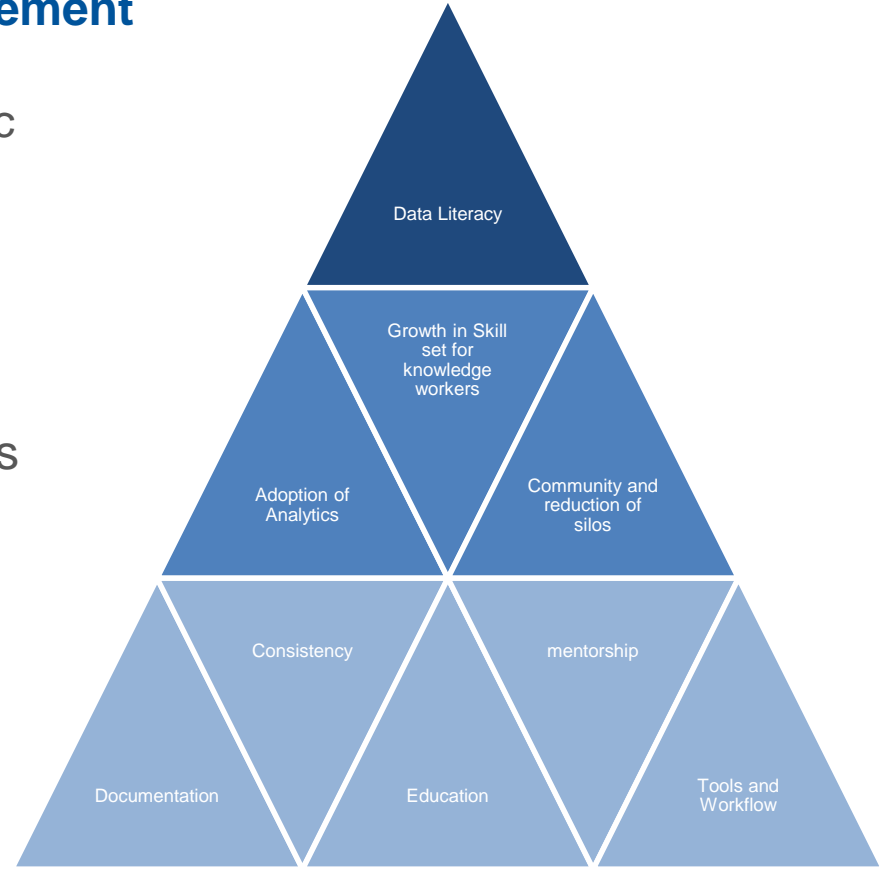 ement
c
s
Data Literacy
Growth in Skill
set for
knowledge
workers
Adoption of
Analytics
Community and
reduction of
silos
Consistency
mentorship
Documentation
Education
Tools and
Workflow